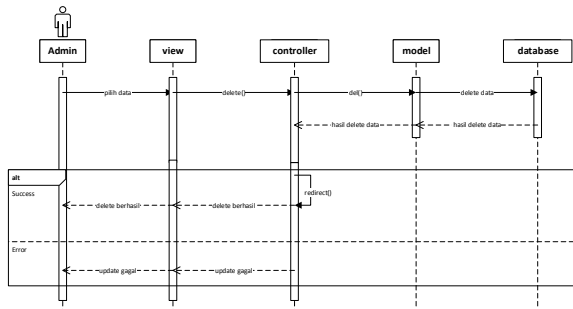 Admin
view
controller
model
database
pilih data
delete()
del()
delete data
hasil delete data
hasil delete data
alt
Success
redirect()
delete berhasil
delete berhasil
Error
update gagal
update gagal